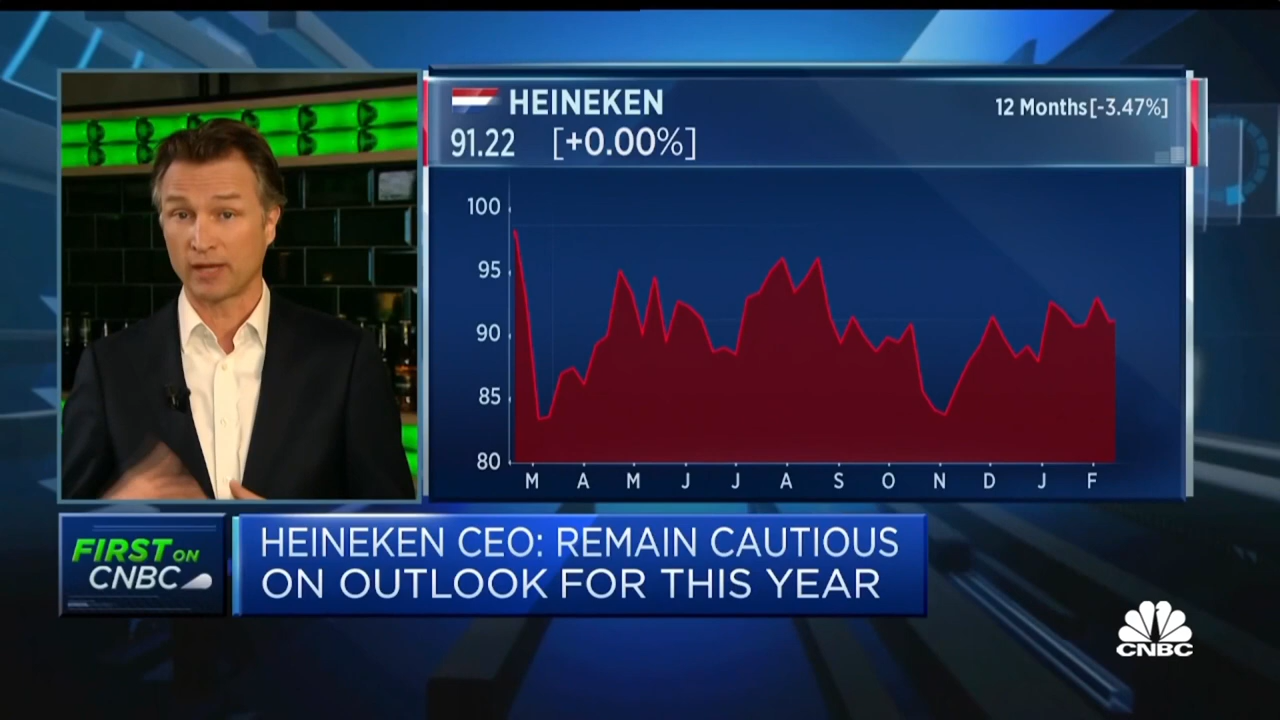 HEINEKEN
12 Months[-3.47%]
91.22 [+0.00%]
100
95
90
85
80
M A M J J A S O N D J F
FIRST ON
CNBC
HEINEKEN CEO: REMAIN CAUTIOUS
ON OUTLOOK FOR THIS YEAR
CNBC